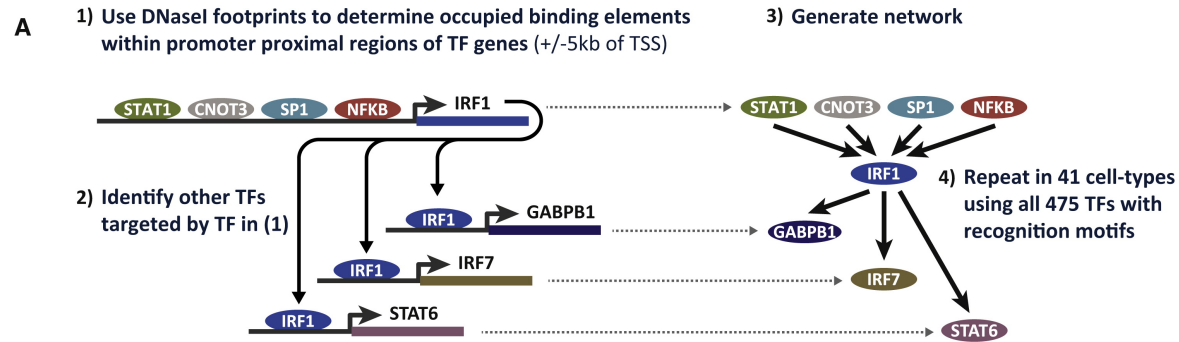 A
1) Use DNaseI footprints to determine occupied binding elements
within promoter proximal regions of TF genes (+/-5kb of TSS)
STAT1 CNOT3 SP1 NFKB IRF1
2) Identify other TFs
targeted by TF in (1)
IRF1 GABPB1
IRF1 IRF7
IRF1 STAT6
3) Generate network
STAT1 CNOT3 SP1 NFKB
IRF1
4) Repeat in 41 cell-types
using all 475 TFs with
recognition motifs
GABPB1
IRF7
STAT6